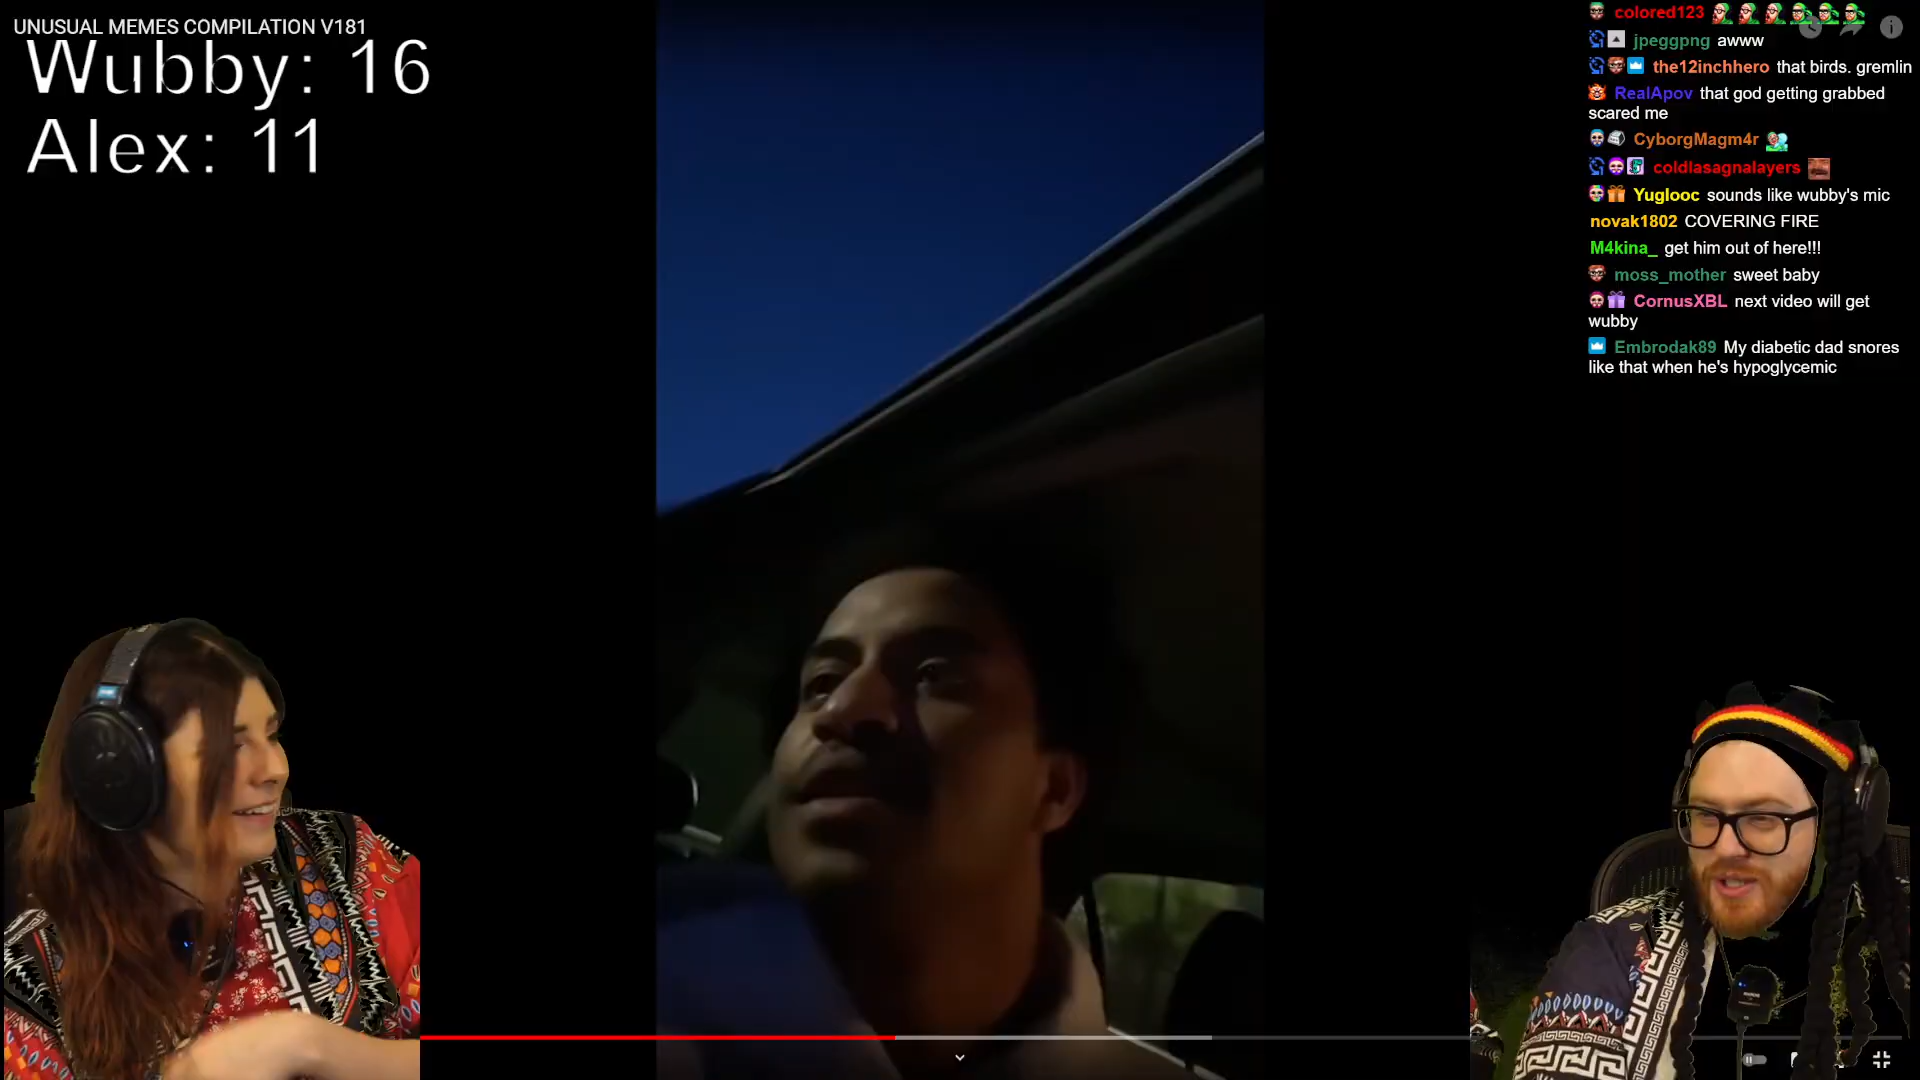 UNUSUAL MEMES COMPILATION V181
Wubby: 16
Alex: 11
colored123
jpeggpng awww
the12inchhero that birds. gremlin
RealApov that god getting grabbed
scared me
CyborgMagm4r
coldlasagnalayers
Yuglooc sounds like wubby's mic
novak1802 COVERING FIRE
M4kina_ get him out of here!!!
moss_mother sweet baby
CornusXBL next video will get
wubby
Embrodak89 My diabetic dad snores
like that when he's hypoglycemic